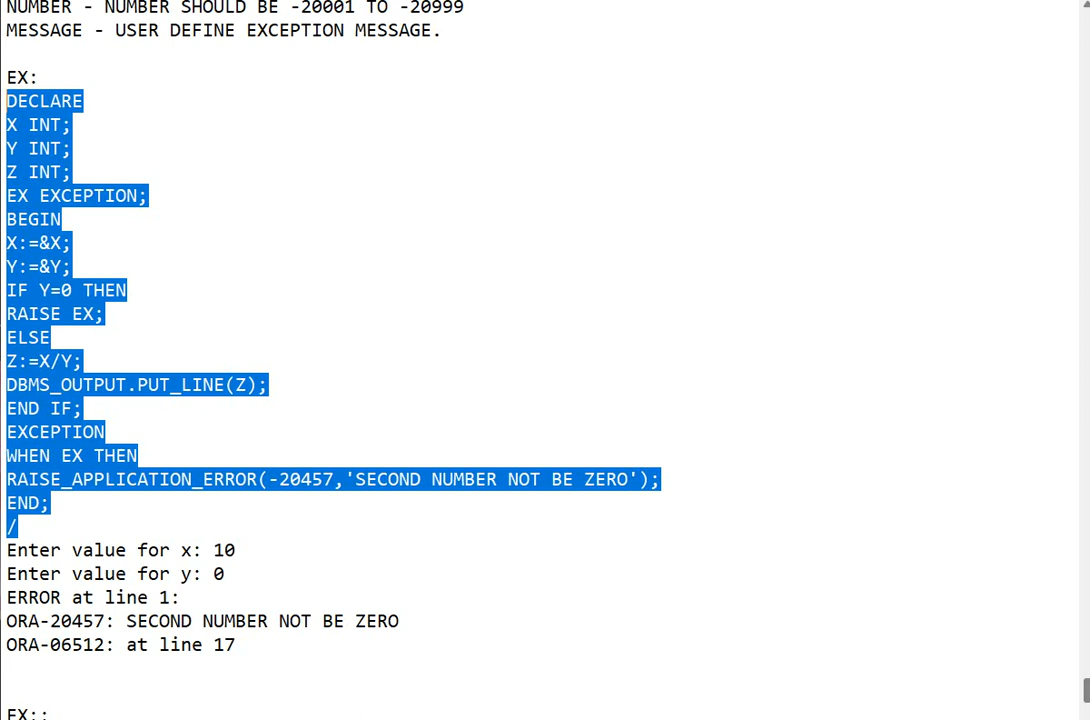 NUMBER - NUMBER SHOULD BE -20001 TO -20999
MESSAGE - USER DEFINE EXCEPTION MESSAGE.
EX:
DECLARE
X INT;
Y INT;
Z INT;
EX EXCEPTION;
BEGIN
X:=&X;
Y:=&Y;
IF Y=0 THEN
RAISE EX;
ELSE
Z:=X/Y;
DBMS_OUTPUT.PUT_LINE(Z);
END IF;
EXCEPTION
WHEN EX THEN
RAISE_APPLICATION_ERROR(-20457,'SECOND NUMBER NOT BE ZERO');
END;
/
Enter value for x: 10
Enter value for y: 0
ERROR at line 1:
ORA-20457: SECOND NUMBER NOT BE ZERO
ORA-06512: at line 17
EX::